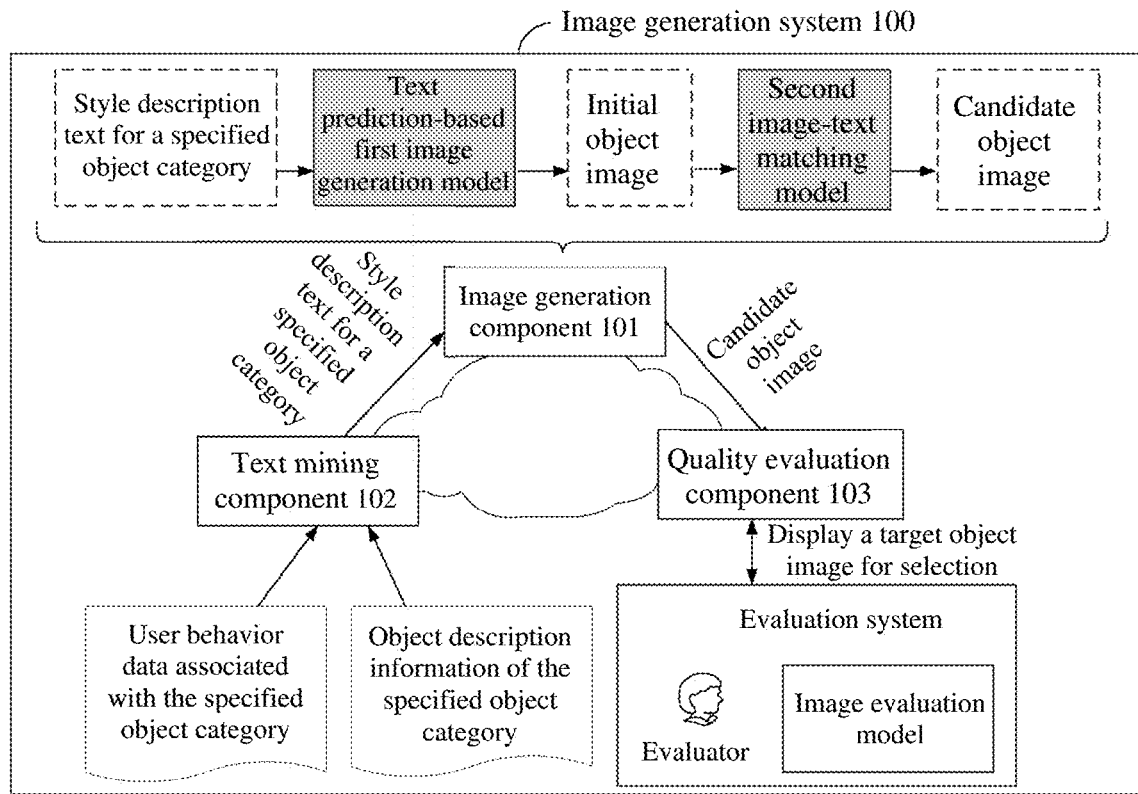 Image generation system 100
Style description
text for a specified
object category
Text
prediction-based
first image
generation model
Initial
object
image
Second
image-text
matching
model
Candidate
object
image
Style
description
text for a
specified
object
category
Image generation
component 101
Candidate
object
image
Text mining
component 102
Quality evaluation
component 103
Display a target object
image for selection
User behavior
data associated
with the specified
object category
Object description
information of the
specified object
category
Evaluation system
Evaluator
Image evaluation
model